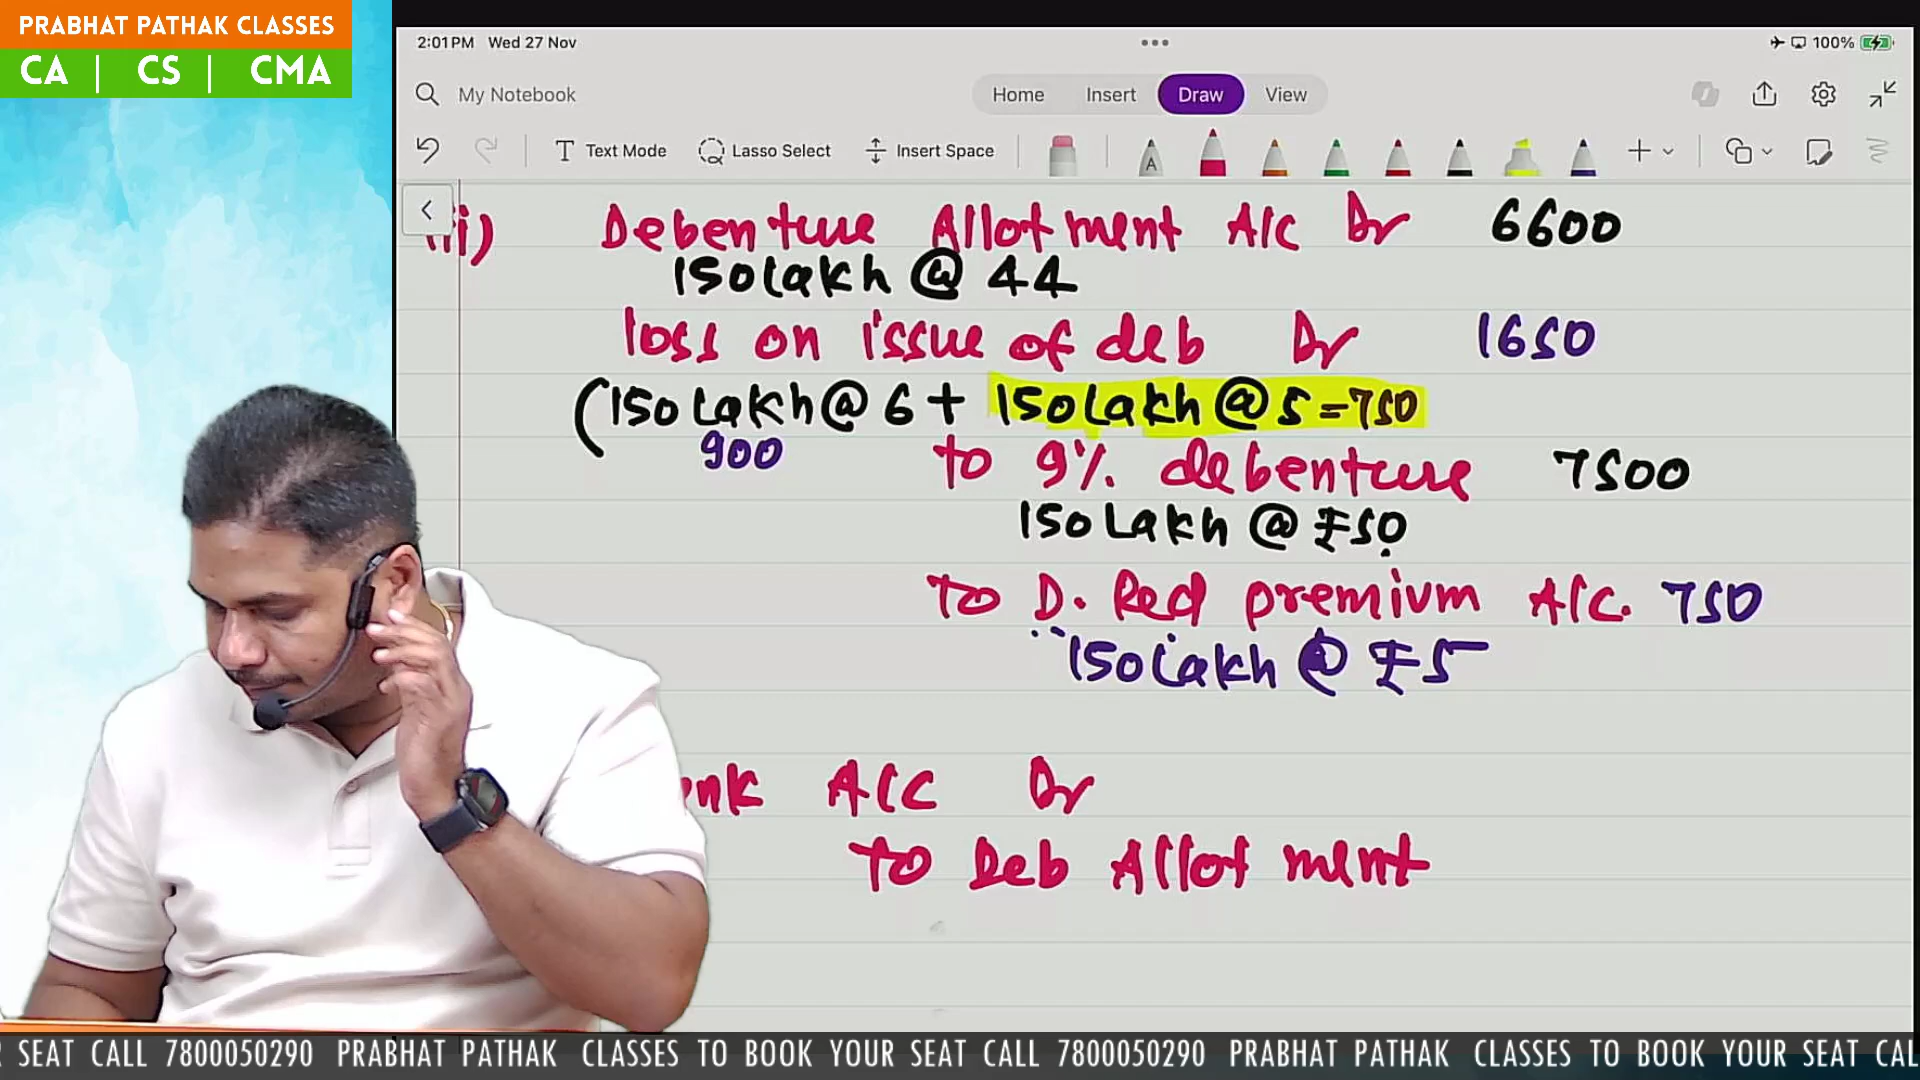 PRABHAT PATHAK CLASSES
CA | CS | CMA
2:01 PM Wed 27 Nov
100%
My Notebook
Home Insert Draw View
Text Mode Lasso Select Insert Space
A
Debenture Allotment A/c Dr 6600
150 Lakh @ 44
loss on issue of deb Dr 1650
(150 Lakh @ 6 + 150 Lakh @ 5 = 750
900
to 9% debenture 7500
150 Lakh @ ₹50
To D. Red premium A/c. 750
150 Lakh @ ₹5
A/c Dr
To Deb Allotment
SEAT CALL 7800050290 PRABHAT PATHAK CLASSES TO BOOK YOUR SEAT CALL 7800050290 PRABHAT PATHAK CLASSES TO BOOK YOUR SEAT CAL